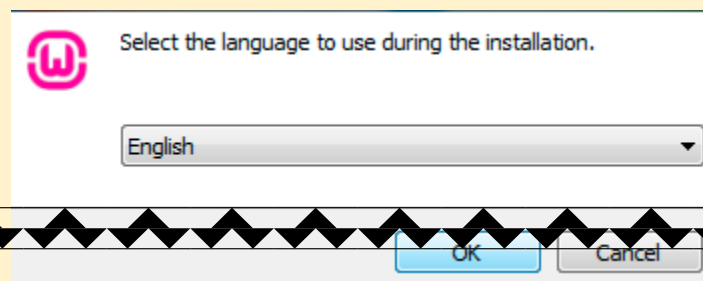 Select the language to use during the installation.
English
OK
Cancel